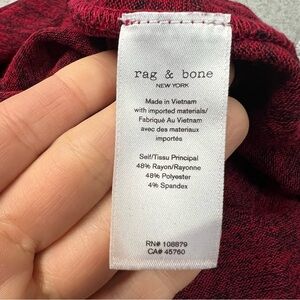 rag & bone
NEW YORK
Made in Vietnam
with imported materials/
Fabriqué Au Vietnam
avec des materiaux
importés
Self/Tissu Principal
48% Rayon/Rayonne
48% Polyester
4% Spandex
RN# 108879
CA# 45760